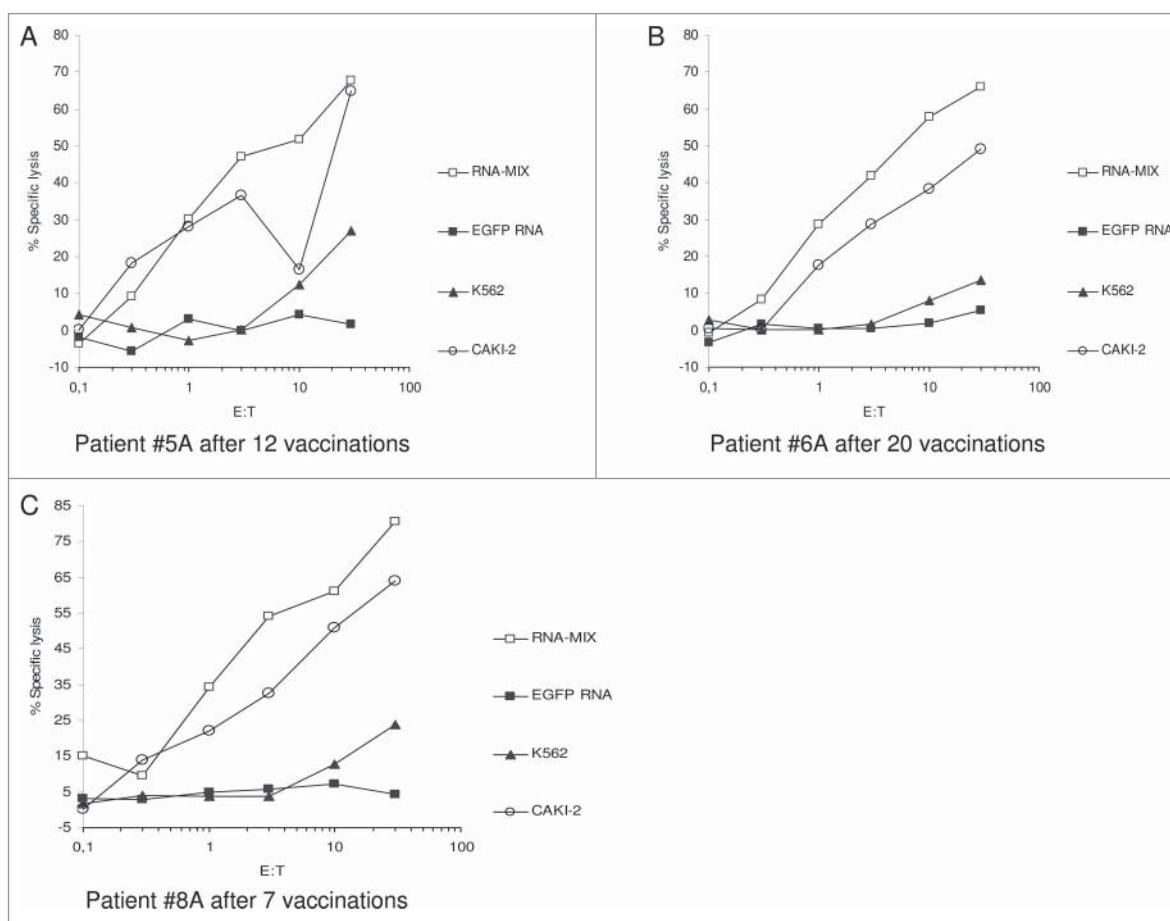 A
80
70
60
50
40
30
20
10
0
-10
% Specific lysis
0,1
1
10
100
E:T
RNA-MIX
EGFP RNA
K562
CAKI-2
Patient #5A after 12 vaccinations
B
80
70
60
50
40
30
20
10
0
-10
% Specific lysis
0,1
1
10
100
E:T
RNA-MIX
EGFP RNA
K562
CAKI-2
Patient #6A after 20 vaccinations
C
85
75
65
55
45
35
25
15
5
-5
% Specific lysis
0,1
1
10
100
E:T
RNA-MIX
EGFP RNA
K562
CAKI-2
Patient #8A after 7 vaccinations